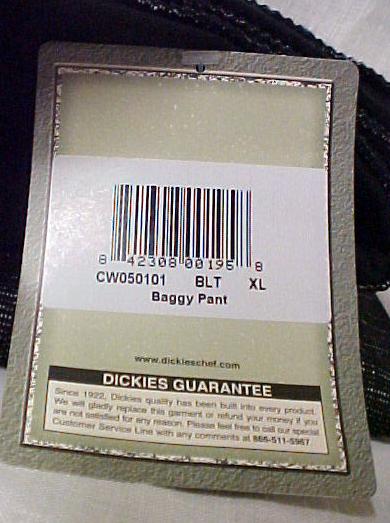 8 42308 00195 8
CW050101 BLT XL
Baggy Pant
www.dickieschef.com
DICKIES GUARANTEE
Since 1922, Dickies quality has been built into every product.
We will gladly replace this garment or refund your money if you
are not satisfied for any reason. Please feel free to call our special
Customer Service Line with any comments at 866-511-5967